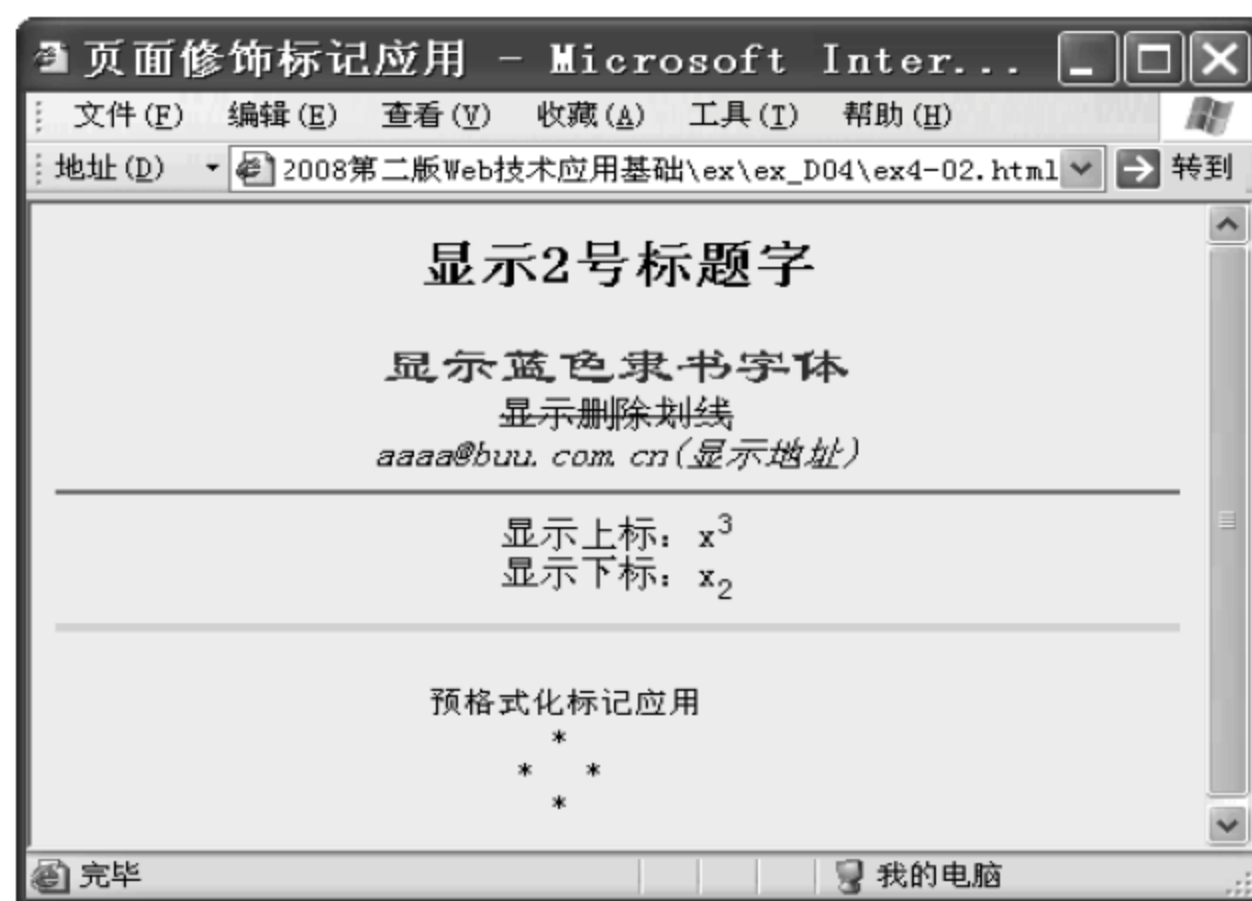 页面修饰标记应用 - Microsoft Inter...
文件(F) 编辑(E) 查看(V) 收藏(A) 工具(T) 帮助(H)
地址(D) 2008第二版Web技术应用基础\ex\ex_D04\ex4-02.html 转到
显示2号标题字
显示蓝色隶书字体
显示删除划线
aaaa@buu.com.cn(显示地址)
显示上标：x³
显示下标：x₂
预格式化标记应用
*
* *
*
完毕 我的电脑